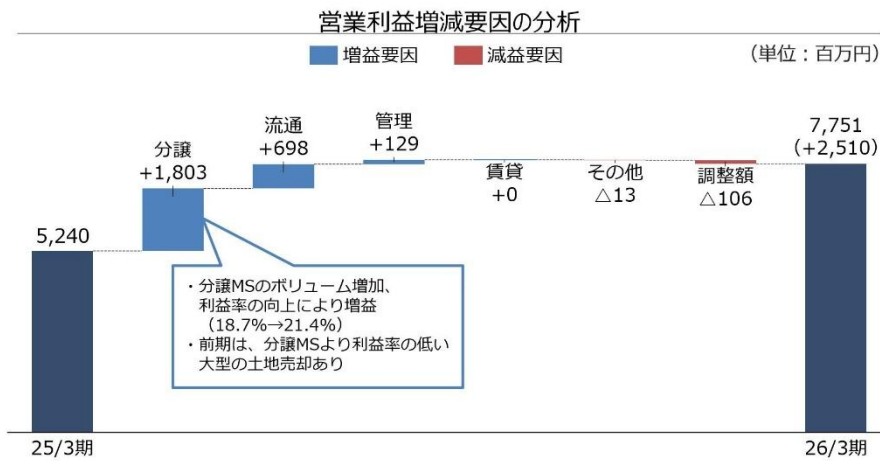 営業利益増減要因の分析
増益要因
減益要因
(単位：百万円)
5,240
分譲
+1,803
流通
+698
管理
+129
賃貸
+0
その他
△13
調整額
△106
7,751
(+2,510)
・分譲MSのボリューム増加、
利益率の向上により増益
（18.7%→21.4%）
・前期は、分譲MSより利益率の低い
大型の土地売却あり
25/3期
26/3期